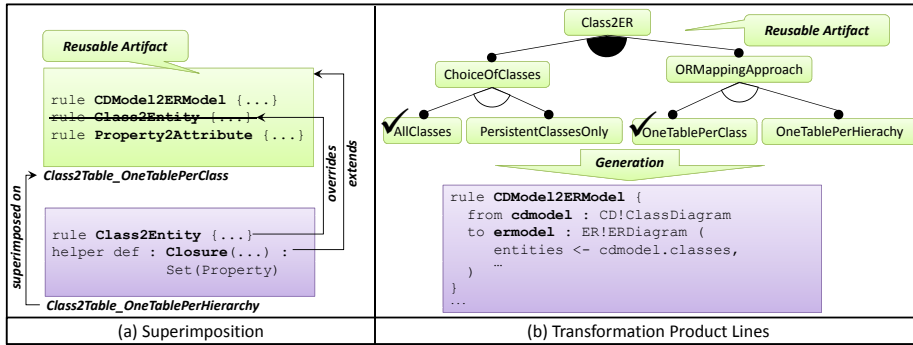 Reusable Artifact
rule CDModel2ERModel {...}
rule Class2Entity {...}
rule Property2Attribute {...}
Class2Table_OneTablePerClass
superimposed on
overrides
extends
rule Class2Entity {...}
helper def : Closure(...) :
Set(Property)
Class2Table_OneTablePerHierarchy
(a) Superimposition
Class2ER
Reusable Artifact
ChoiceOfClasses
ORMappingApproach
AllClasses
PersistentClassesOnly
OneTablePerClass
OneTablePerHierachy
Generation
rule CDModel2ERModel {
from cdmodel : CD!ClassDiagram
to ermodel : ER!ERDiagram (
entities <- cdmodel.classes,
…
)
}
...
(b) Transformation Product Lines